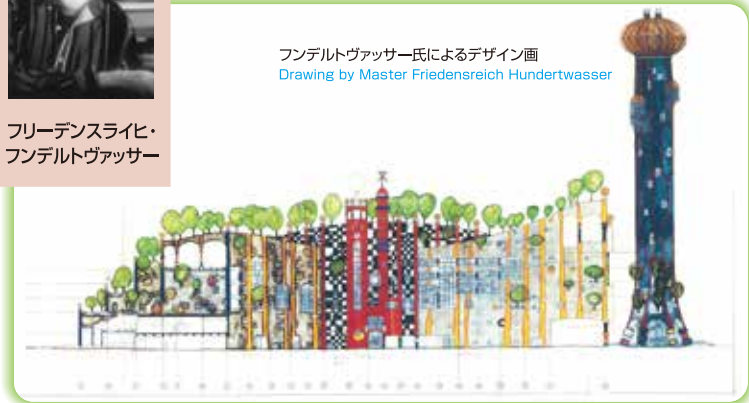 フンデルトヴァッサー氏によるデザイン画
Drawing by Master Friedensreich Hundertwasser
フリーデンスライヒ・
フンデルトヴァッサー